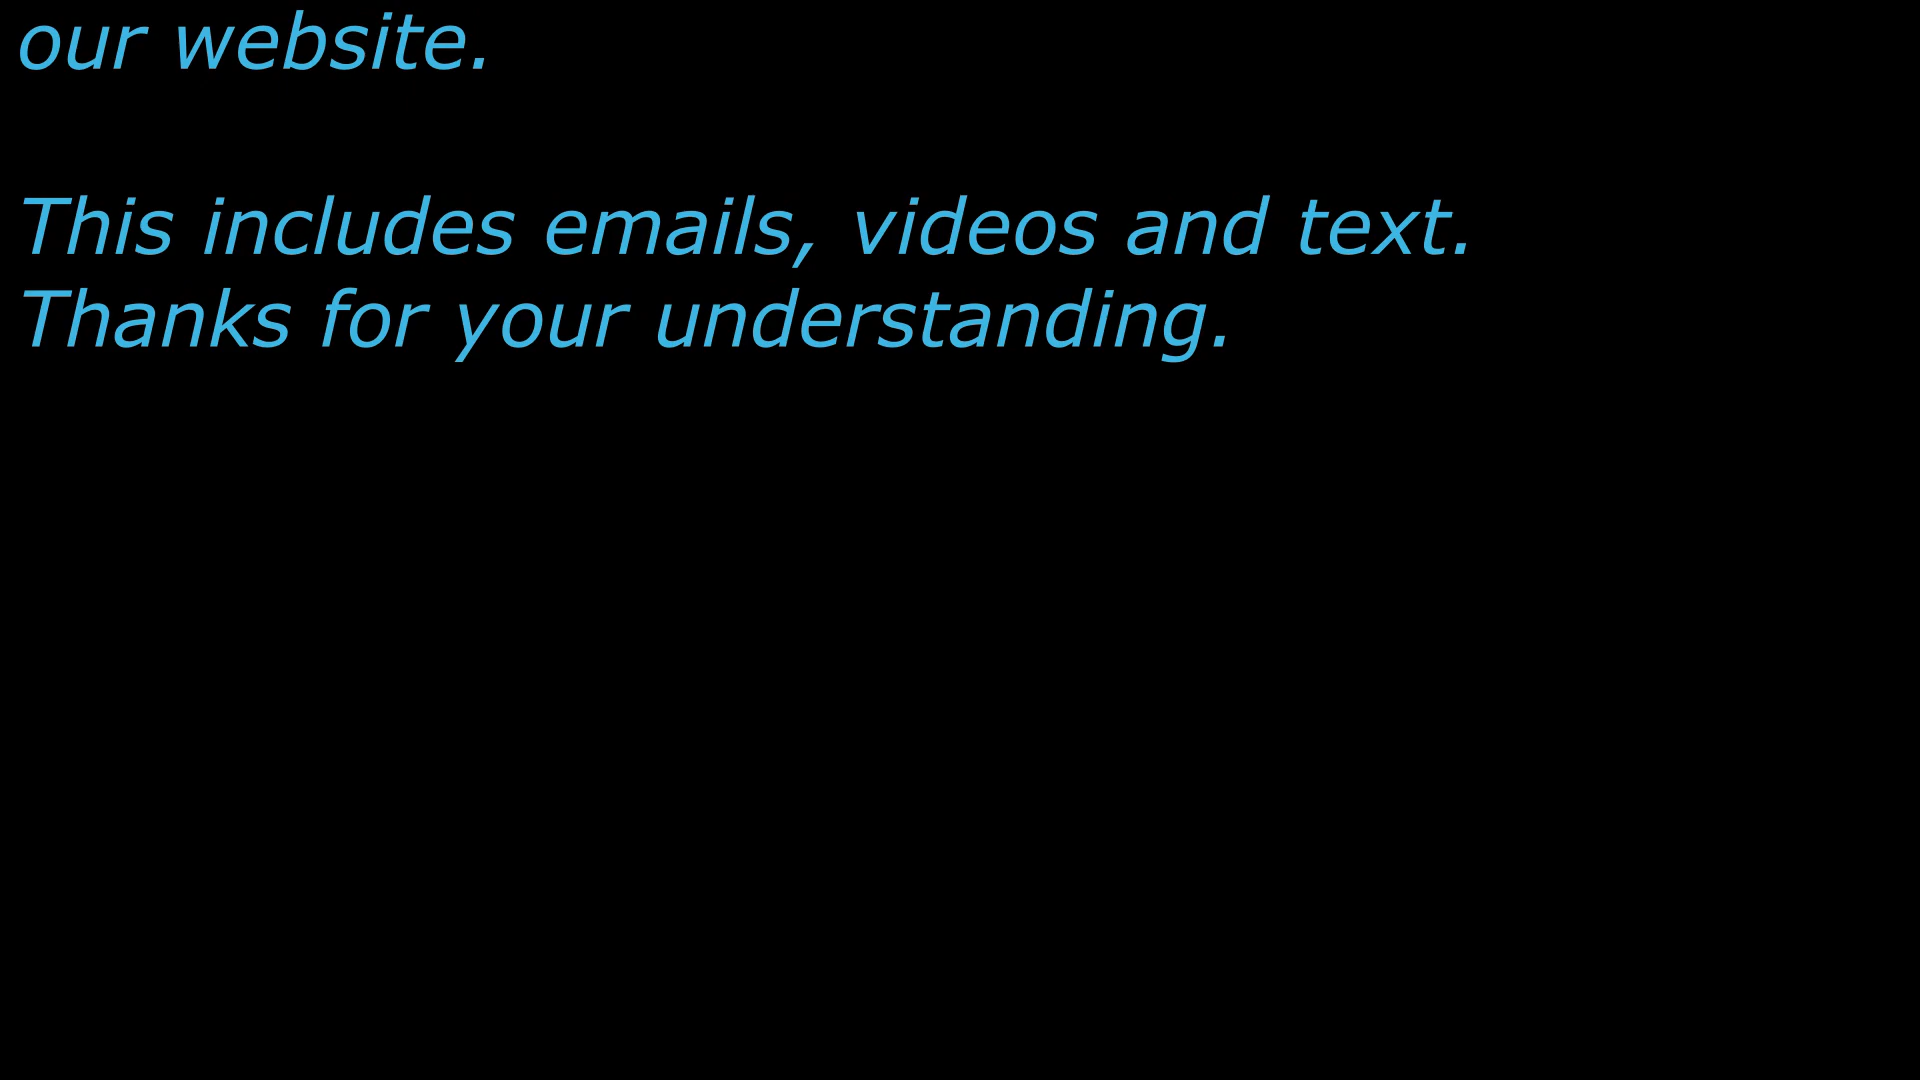 our website.
This includes emails, videos and text.
Thanks for your understanding.